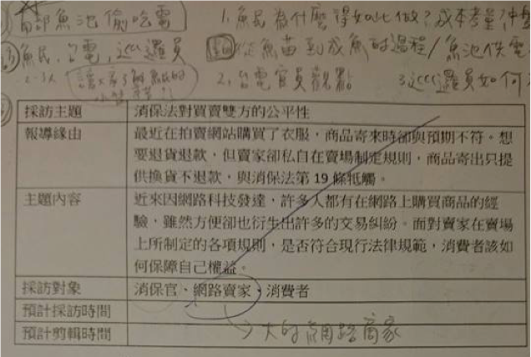 南部魚池偷吃電
1.漁民為什麼得如此做?成本考量
漁民,台電,巡邏員
從魚苗到成魚的過程/魚池供電
2.台電官員觀點
3.巡邏員如何
採訪主題 消保法對買賣雙方的公平性
報導緣由 最近在拍賣網站購買了衣服,商品寄來時卻與預期不符。想
要退貨退款,但賣家卻私自在賣場制定規則,商品寄出只提
供換貨不退款,與消保法第 19 條牴觸。
主題內容 近來因網路科技發達,許多人都有在網路上購買商品的經
驗,雖然方便卻也衍生出許多的交易糾紛。面對賣家在賣場
上所制定的各項規則,是否符合現行法律規範,消費者該如
何保障自己權益。
採訪對象 消保官、網路賣家、消費者
預計採訪時間
→大的網路商家
預計剪輯時間